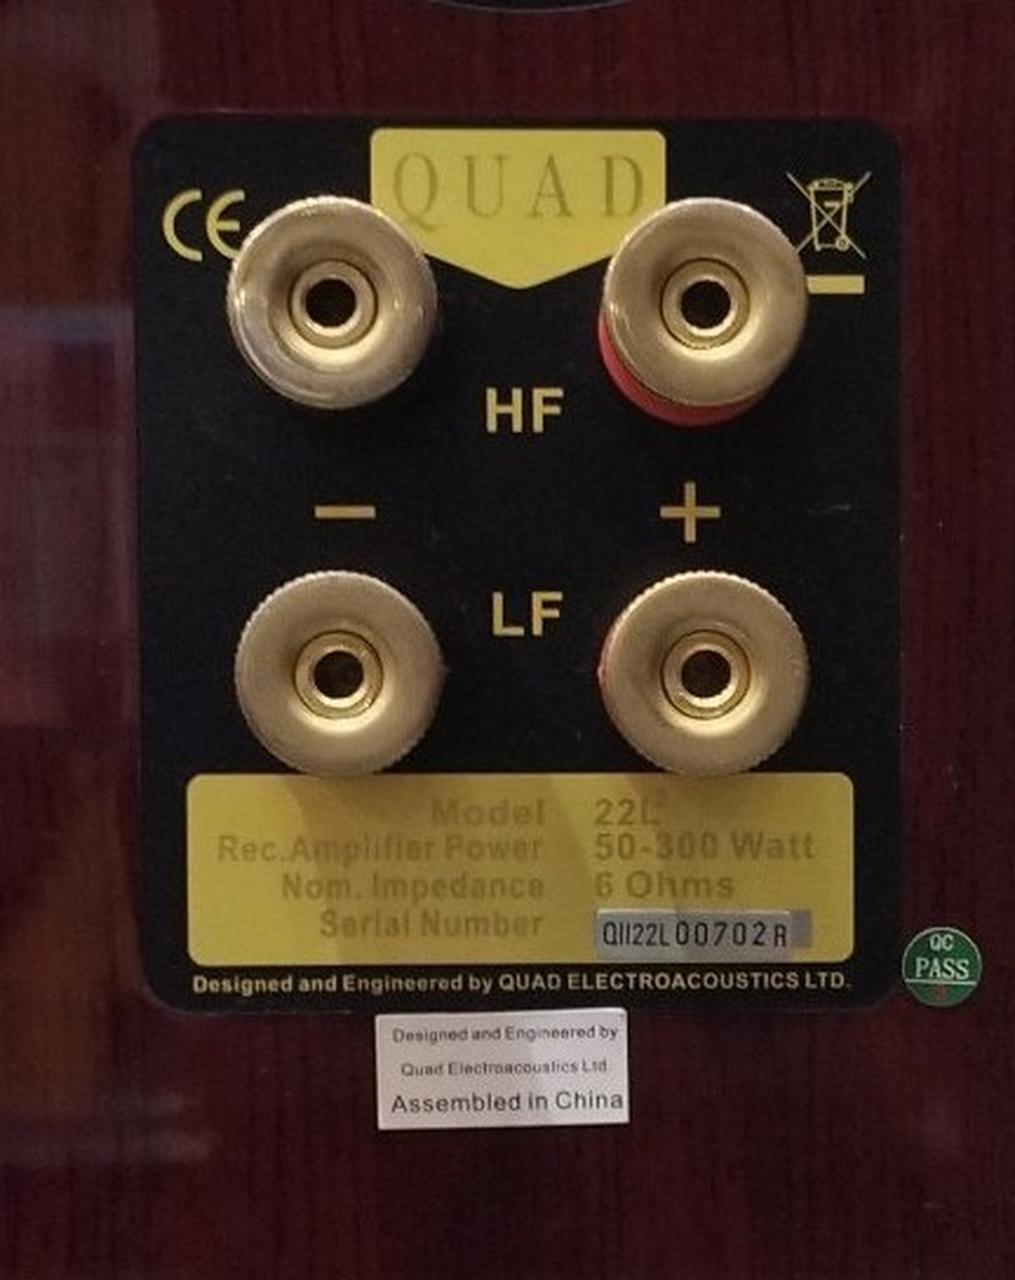 QUAD
CE
HF
− +
LF
Model 22L²
Rec.Amplifier Power 50-300 Watt
Nom. Impedance 6 Ohms
Serial Number QII22L00702R
Designed and Engineered by QUAD ELECTROACOUSTICS LTD.
QC
PASS
Designed and Engineered by
Quad Electroacoustics Ltd.
Assembled in China